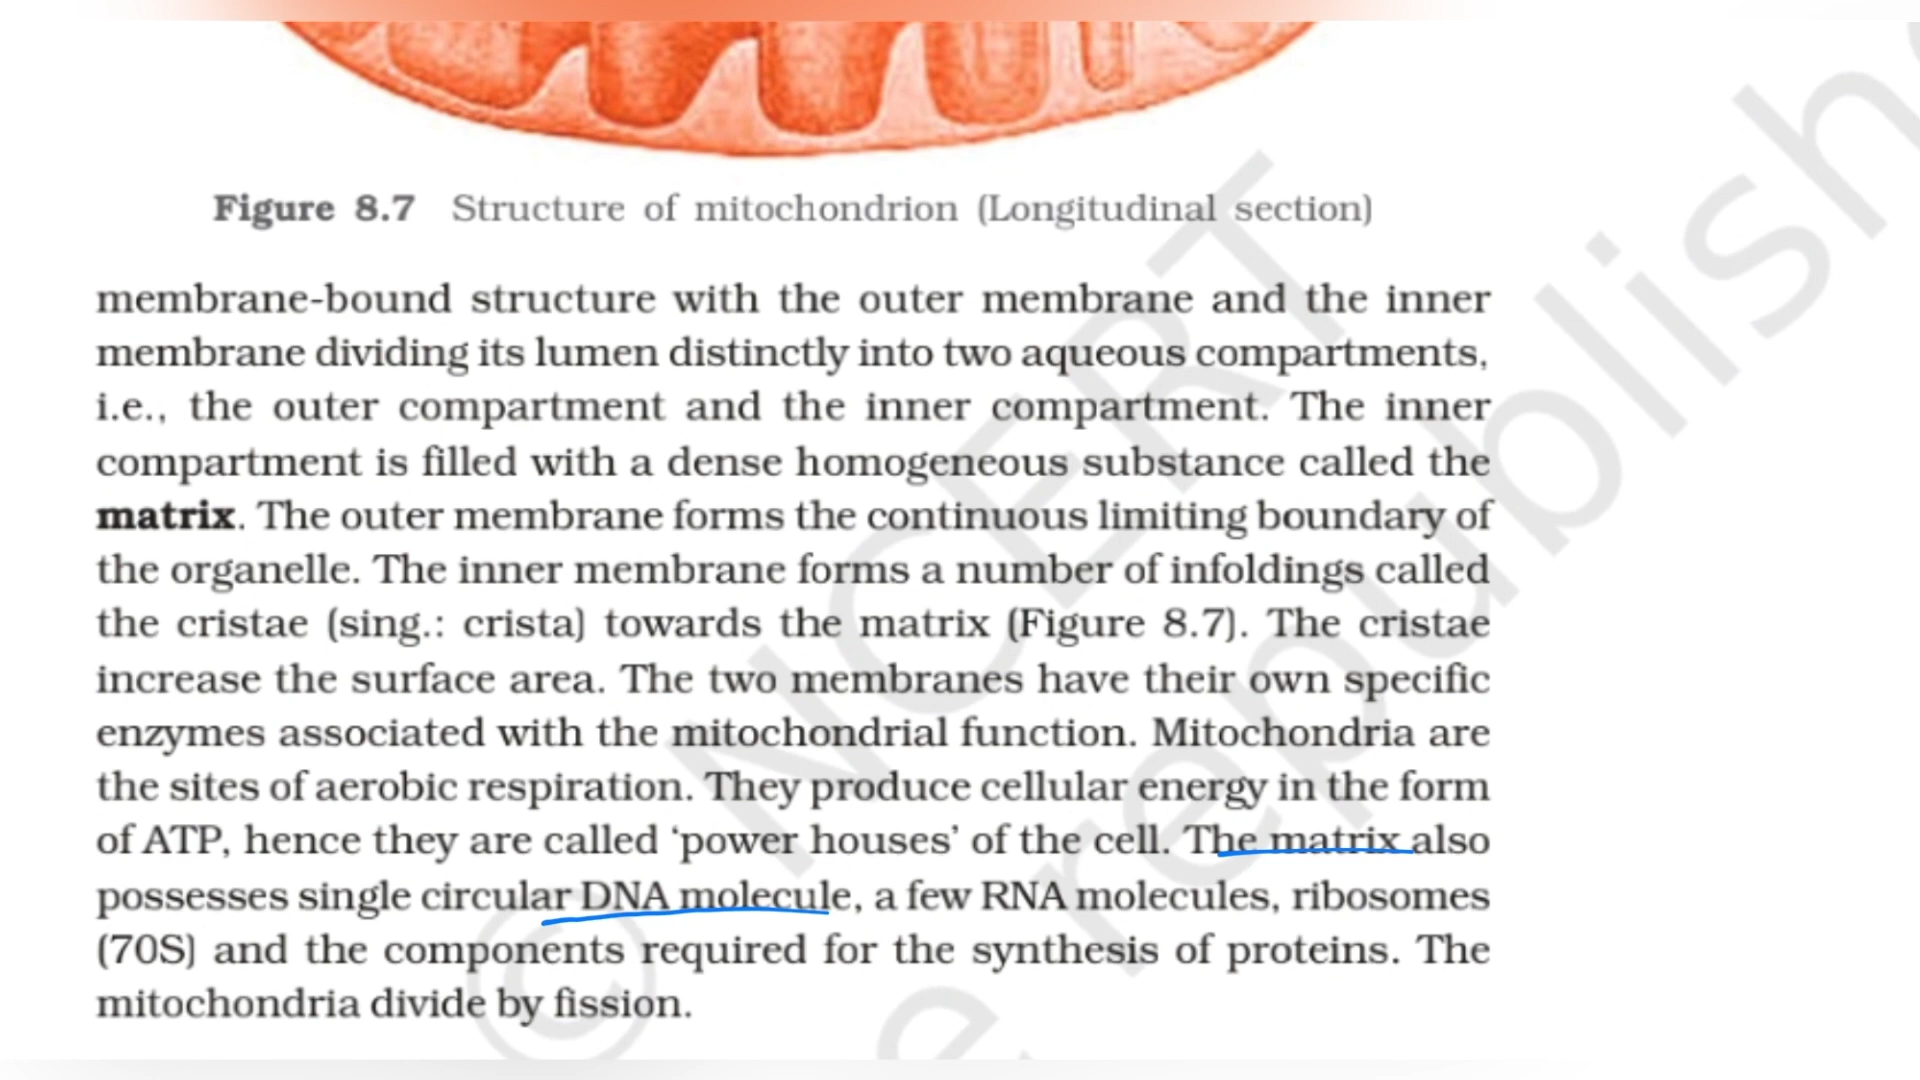 Figure 8.7 Structure of mitochondrion (Longitudinal section)
membrane-bound structure with the outer membrane and the inner
membrane dividing its lumen distinctly into two aqueous compartments,
i.e., the outer compartment and the inner compartment. The inner
compartment is filled with a dense homogeneous substance called the
matrix. The outer membrane forms the continuous limiting boundary of
the organelle. The inner membrane forms a number of infoldings called
the cristae (sing.: crista) towards the matrix (Figure 8.7). The cristae
increase the surface area. The two membranes have their own specific
enzymes associated with the mitochondrial function. Mitochondria are
the sites of aerobic respiration. They produce cellular energy in the form
of ATP, hence they are called ‘power houses’ of the cell. The matrix also
possesses single circular DNA molecule, a few RNA molecules, ribosomes
(70S) and the components required for the synthesis of proteins. The
mitochondria divide by fission.
© NCERT
e republishe